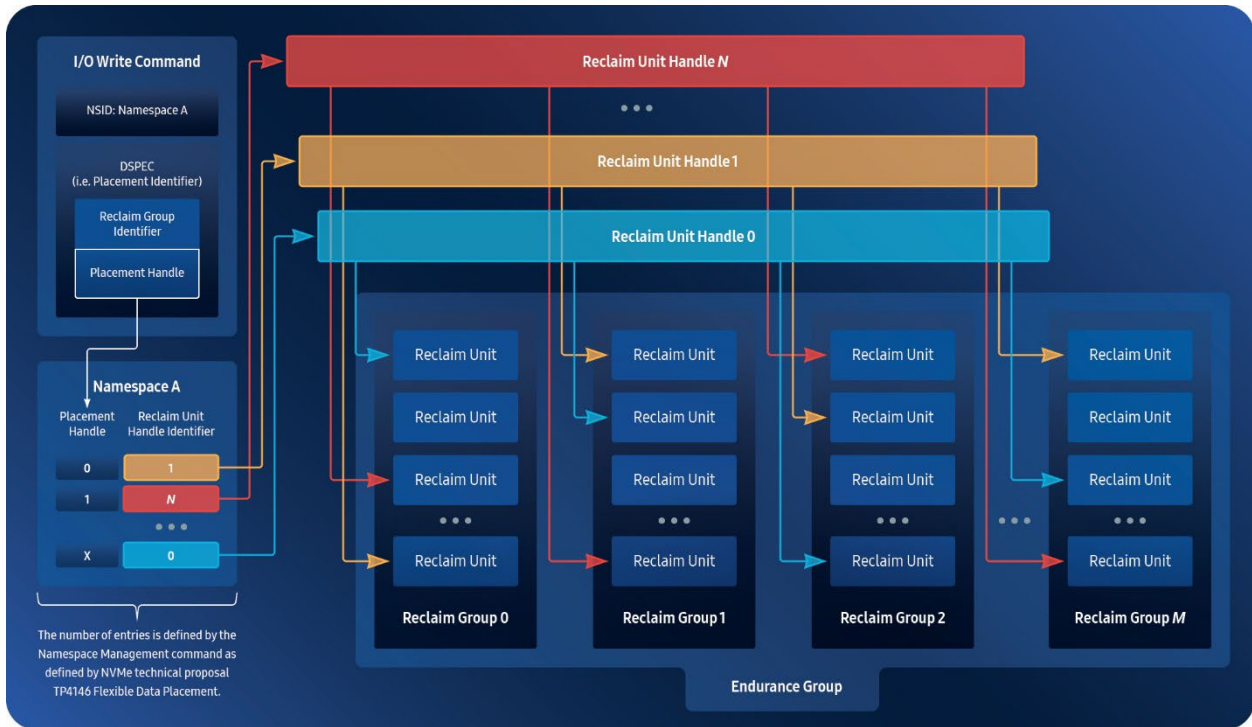 I/O Write Command
NSID: Namespace A
DSPEC
(i.e. Placement Identifier)
Reclaim Group
Identifier
Placement Handle
Namespace A
Placement
Handle
Reclaim Unit
Handle Identifier
0
1
1
N
X
0
The number of entries is defined by the
Namespace Management command as
defined by NVMe technical proposal
TP4146 Flexible Data Placement.
Reclaim Unit Handle N
Reclaim Unit Handle 1
Reclaim Unit Handle 0
Reclaim Unit
Reclaim Unit
Reclaim Unit
Reclaim Unit
Reclaim Group 0
Reclaim Unit
Reclaim Unit
Reclaim Unit
Reclaim Unit
Reclaim Group 1
Reclaim Unit
Reclaim Unit
Reclaim Unit
Reclaim Unit
Reclaim Group 2
Reclaim Unit
Reclaim Unit
Reclaim Unit
Reclaim Unit
Reclaim Group M
Endurance Group